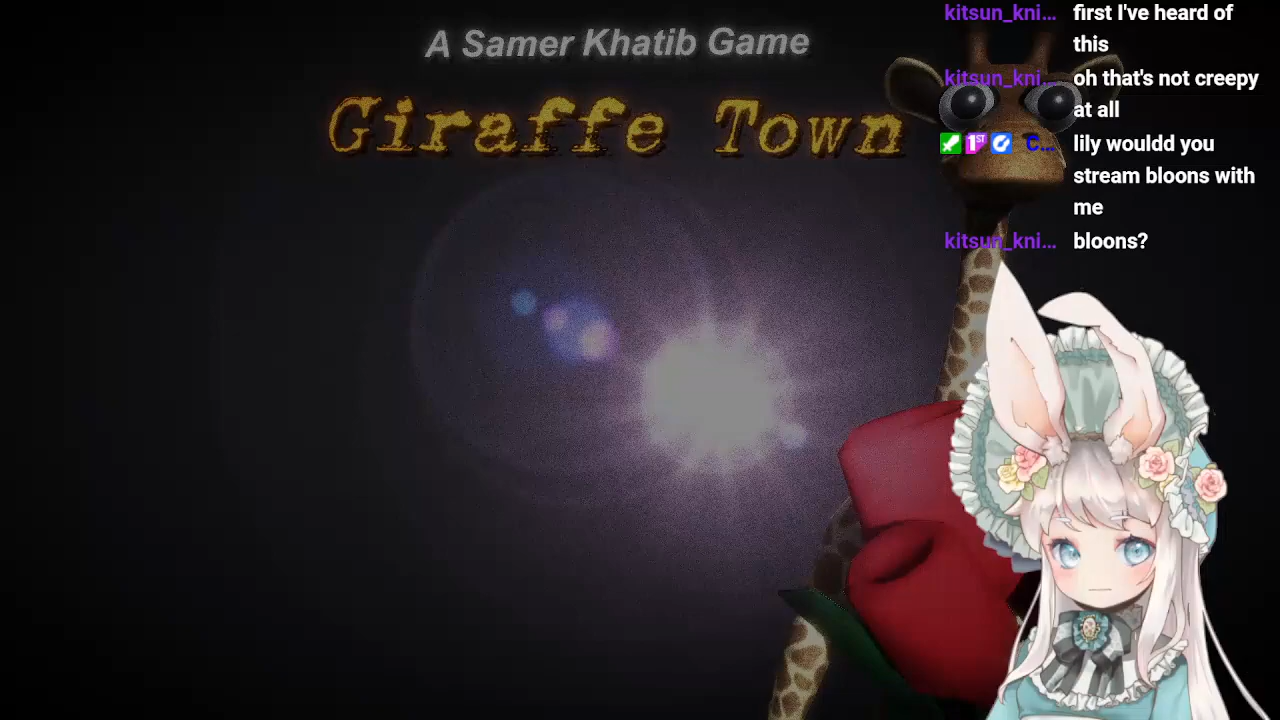 A Samer Khatib Game
Giraffe Town
kitsun_kni... first I've heard of
this
kitsun_kni... oh that's not creepy
at all
1ST C... lily wouldd you
stream bloons with
me
kitsun_kni... bloons?